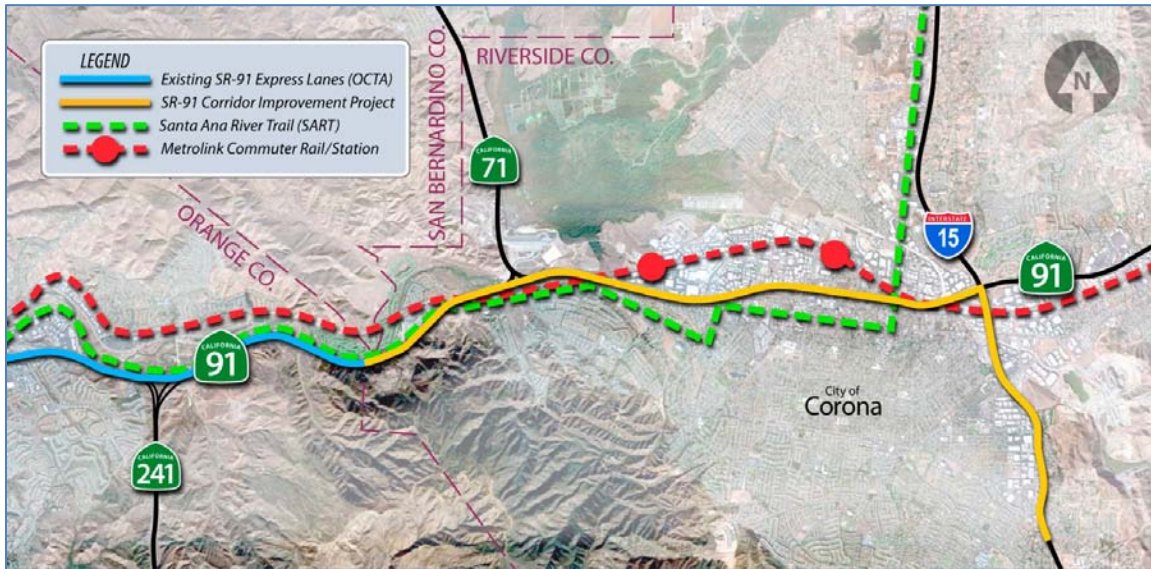 LEGEND
Existing SR-91 Express Lanes (OCTA)
SR-91 Corridor Improvement Project
Santa Ana River Trail (SART)
Metrolink Commuter Rail/Station
SAN BERNARDINO CO.
RIVERSIDE CO.
N
CALIFORNIA
71
ORANGE CO.
INTERSTATE
15
CALIFORNIA
91
CALIFORNIA
91
City of
Corona
CALIFORNIA
241